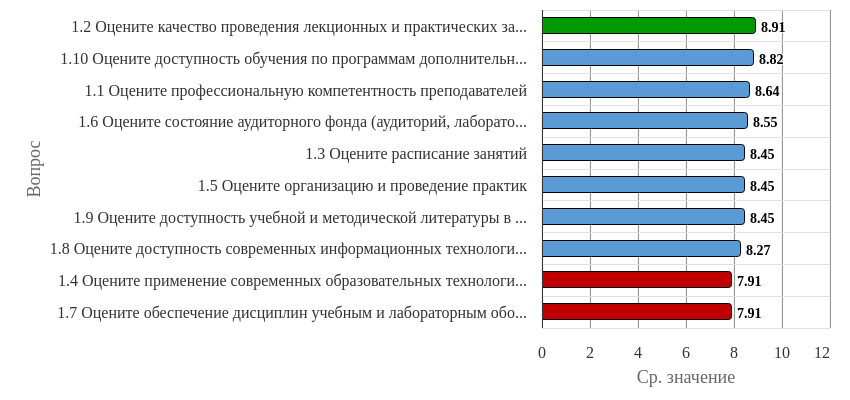 1.2 Оцените качество проведения лекционных и практических за...
8.91
1.10 Оцените доступность обучения по программам дополнительн...
8.82
1.1 Оцените профессиональную компетентность преподавателей
8.64
1.6 Оцените состояние аудиторного фонда (аудиторий, лаборато...
8.55
1.3 Оцените расписание занятий
8.45
1.5 Оцените организацию и проведение практик
8.45
1.9 Оцените доступность учебной и методической литературы в ...
8.45
1.8 Оцените доступность современных информационных технологи...
8.27
1.4 Оцените применение современных образовательных технологи...
7.91
1.7 Оцените обеспечение дисциплин учебным и лабораторным обо...
7.91
Вопрос
0 2 4 6 8 10 12
Ср. значение